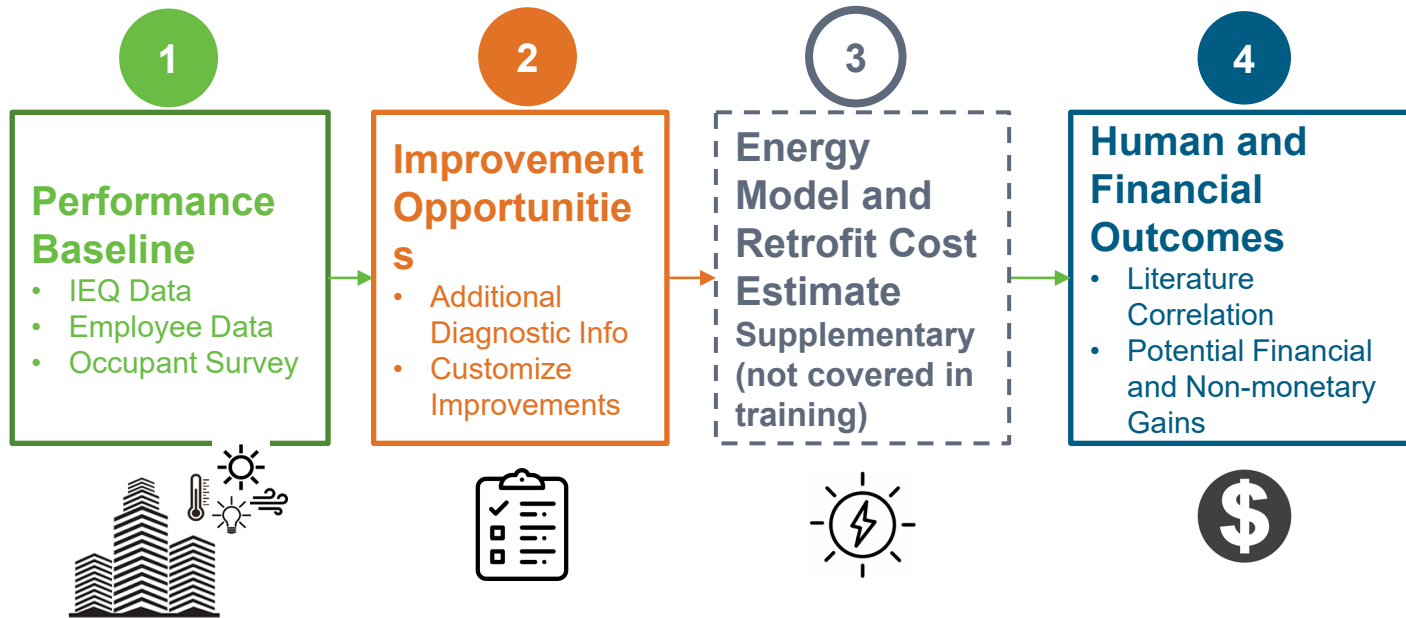 1
Performance
Baseline
• IEQ Data
• Employee Data
• Occupant Survey
2
Improvement
Opportunitie
s
• Additional
Diagnostic Info
• Customize
Improvements
3
Energy
Model and
Retrofit Cost
Estimate
Supplementary
(not covered in
training)
4
Human and
Financial
Outcomes
• Literature
Correlation
• Potential Financial
and Non-monetary
Gains
$